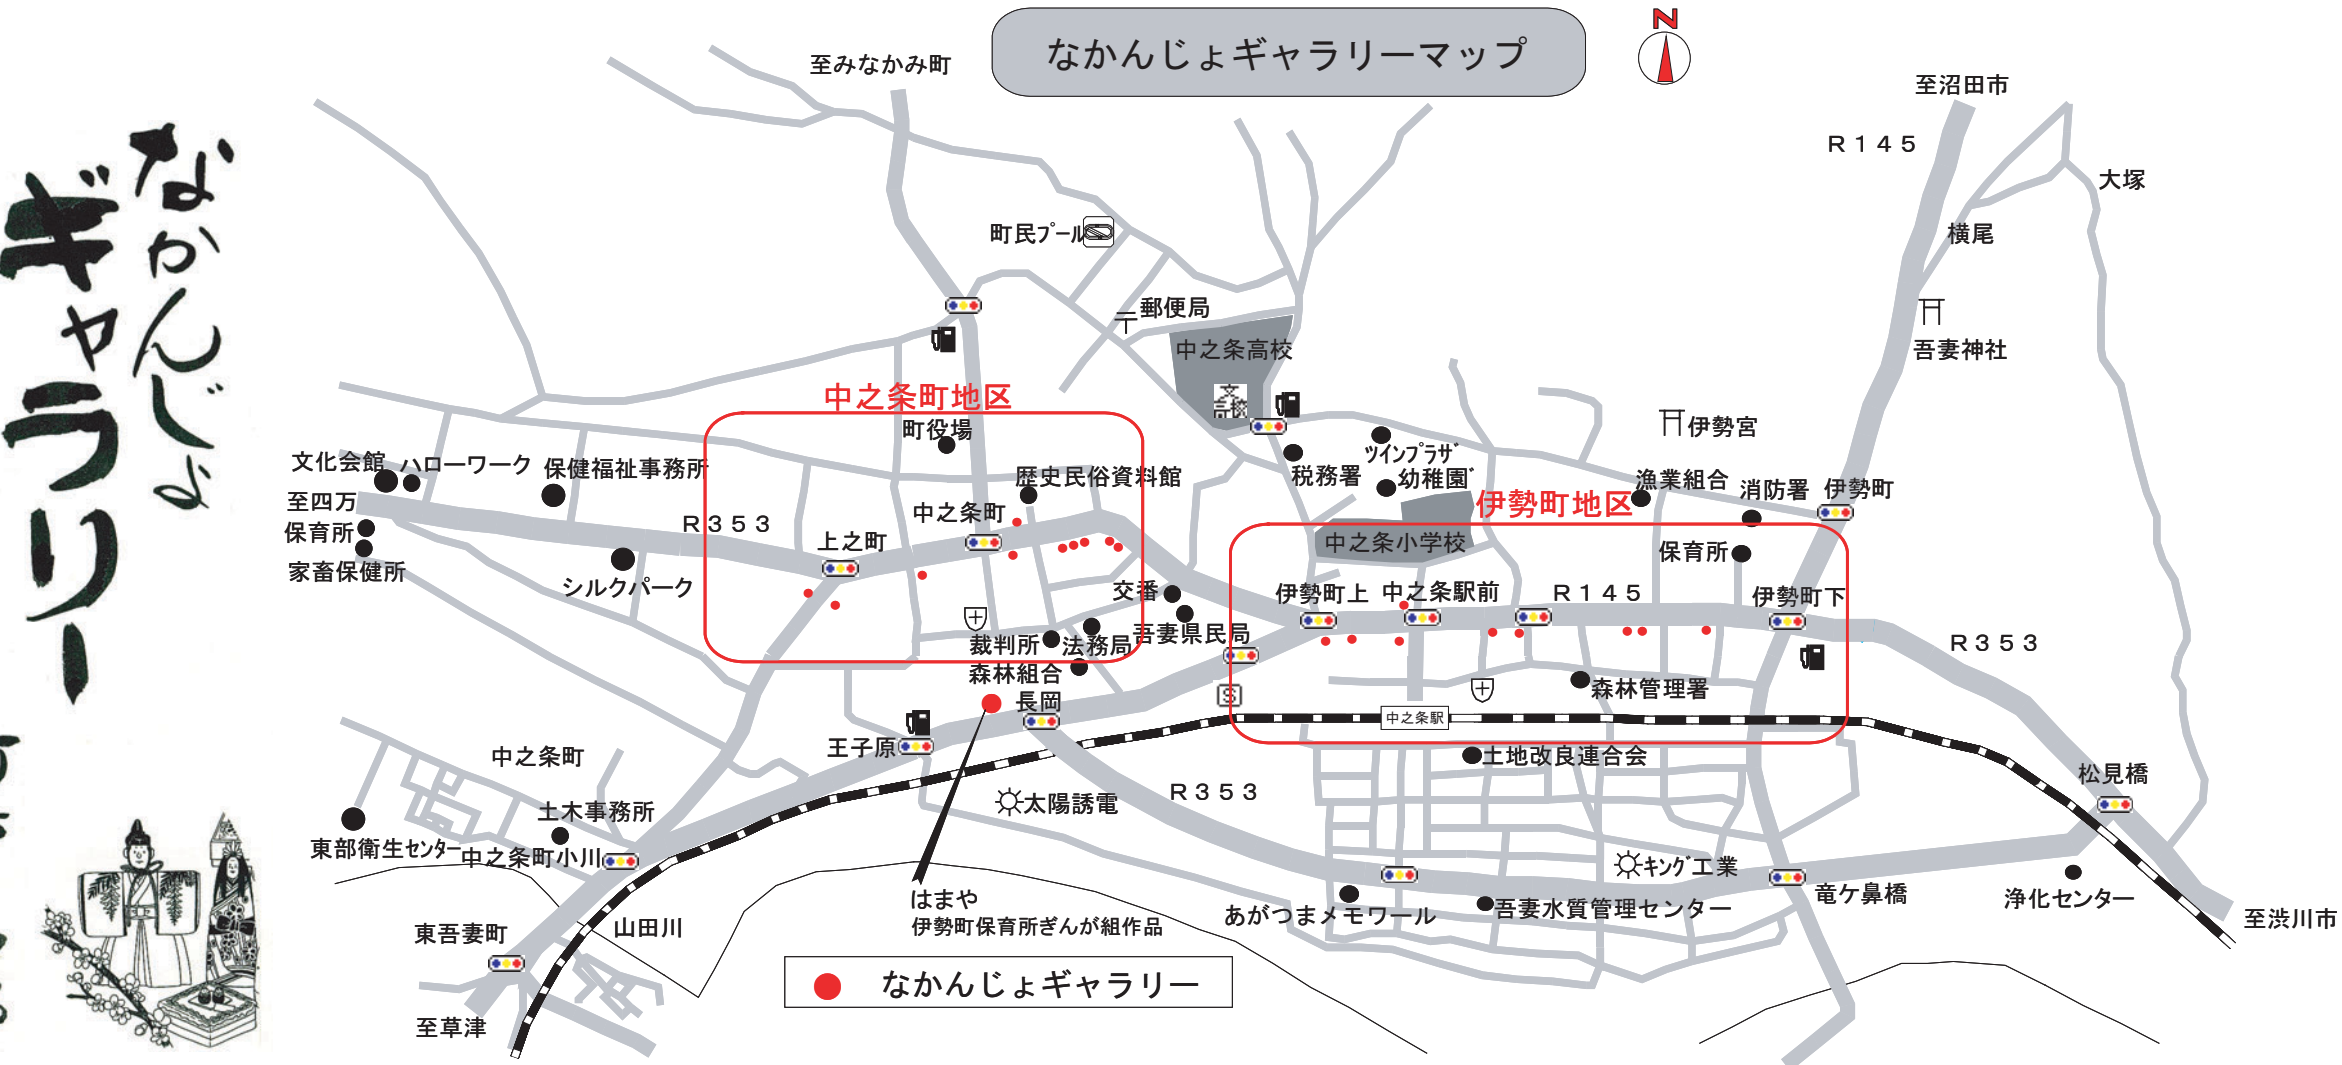 なかんじょ
ギャラリー
なかんじょギャラリーマップ
N
至みなかみ町
至沼田市
R145
大塚
横尾
吾妻神社
町民プール
郵便局
中之条高校
文
高校
中之条町地区
町役場
税務署
ツインプラザ
幼稚園
伊勢宮
漁業組合
消防署
伊勢町
伊勢町地区
文化会館
ハローワーク
保健福祉事務所
至四万
保育所
家畜保健所
R353
シルクパーク
上之町
中之条町
歴史民俗資料館
中之条小学校
保育所
伊勢町上
中之条駅前
R145
伊勢町下
R353
交番
吾妻県民局
裁判所
法務局
森林組合
長岡
S
森林管理署
中之条駅
王子原
土地改良連合会
松見橋
中之条町
土木事務所
東部衛生センター
中之条町小川
太陽誘電
R353
キング工業
竜ケ鼻橋
浄化センター
至渋川市
あがつまメモワール
吾妻水質管理センター
はまや
伊勢町保育所ぎんが組作品
山田川
東吾妻町
至草津
なかんじょギャラリー